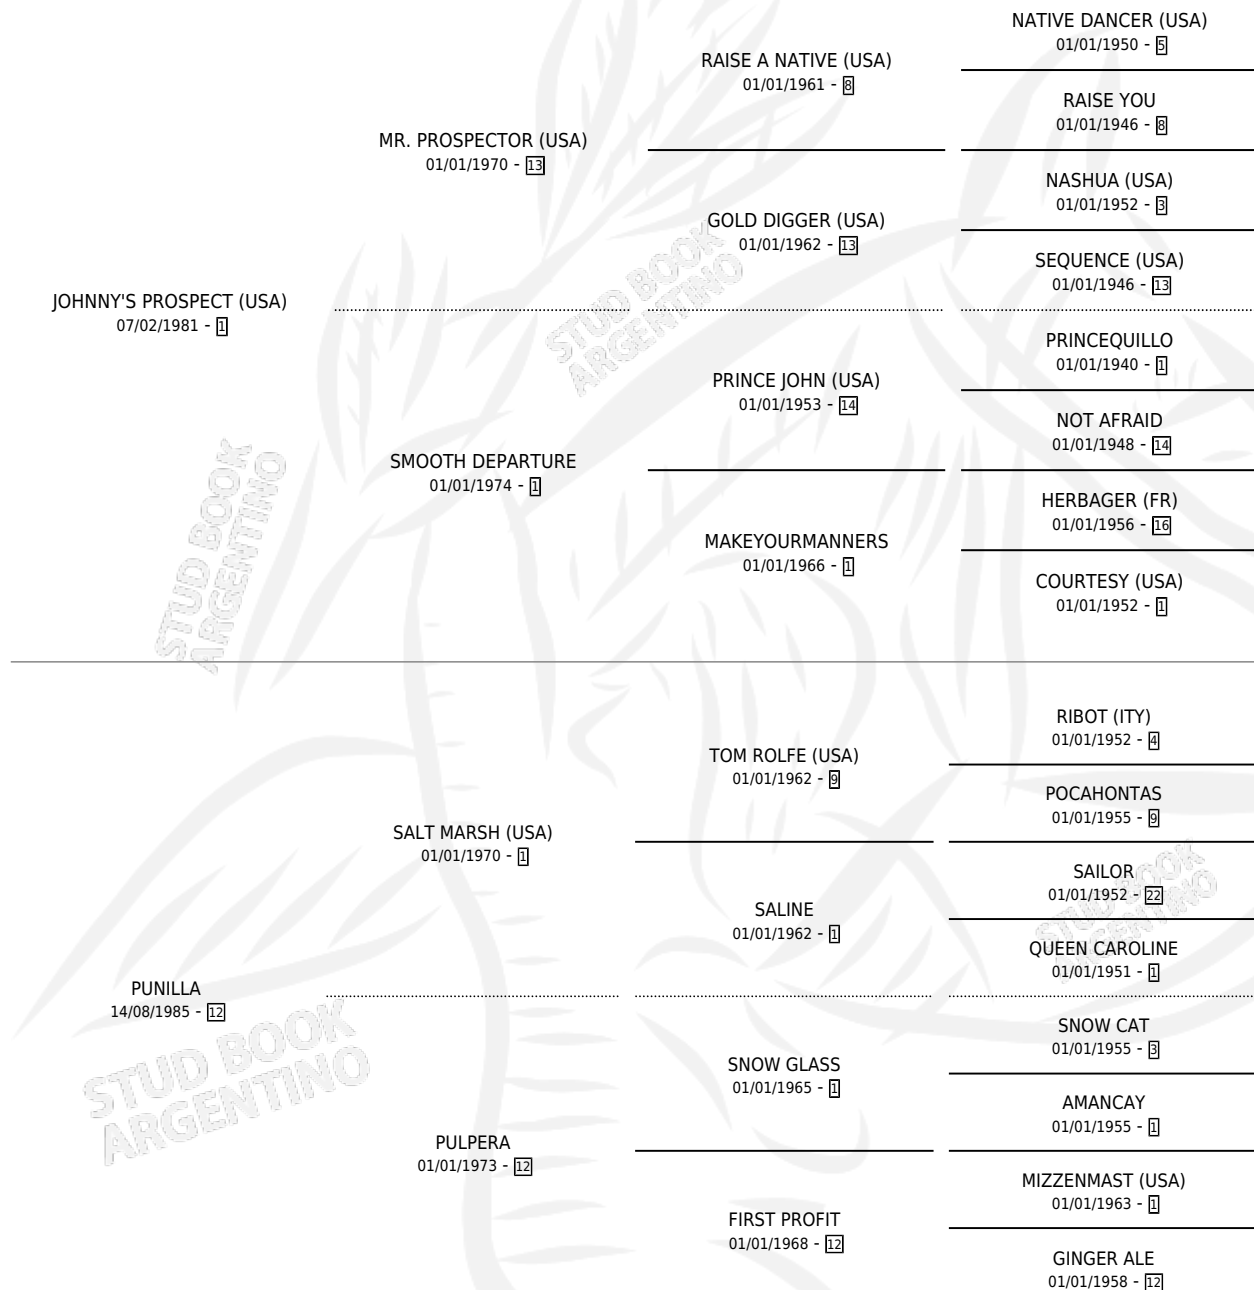 NATIVE DANCER (USA)
01/01/1950 - 5
RAISE A NATIVE (USA)
01/01/1961 - 8
RAISE YOU
01/01/1946 - 8
MR. PROSPECTOR (USA)
01/01/1970 - 13
NASHUA (USA)
01/01/1952 - 3
GOLD DIGGER (USA)
01/01/1962 - 13
SEQUENCE (USA)
01/01/1946 - 13
JOHNNY'S PROSPECT (USA)
07/02/1981 - 1
PRINCEQUILLO
01/01/1940 - 1
PRINCE JOHN (USA)
01/01/1953 - 14
NOT AFRAID
01/01/1948 - 14
SMOOTH DEPARTURE
01/01/1974 - 1
HERBAGER (FR)
01/01/1956 - 16
MAKEYOURMANNERS
01/01/1966 - 1
COURTESY (USA)
01/01/1952 - 1
RIBOT (ITY)
01/01/1952 - 4
TOM ROLFE (USA)
01/01/1962 - 9
POCAHONTAS
01/01/1955 - 9
SALT MARSH (USA)
01/01/1970 - 1
SAILOR
01/01/1952 - 22
SALINE
01/01/1962 - 1
QUEEN CAROLINE
01/01/1951 - 1
PUNILLA
14/08/1985 - 12
SNOW CAT
01/01/1955 - 3
SNOW GLASS
01/01/1965 - 1
AMANCAY
01/01/1955 - 1
PULPERA
01/01/1973 - 12
MIZZENMAST (USA)
01/01/1963 - 1
FIRST PROFIT
01/01/1968 - 12
GINGER ALE
01/01/1958 - 12
STUD BOOK
ARGENTINO
STUD BOOK
ARGENTINO
STUD BOOK
ARGENTINO
STUD BOOK
ARGENTINO